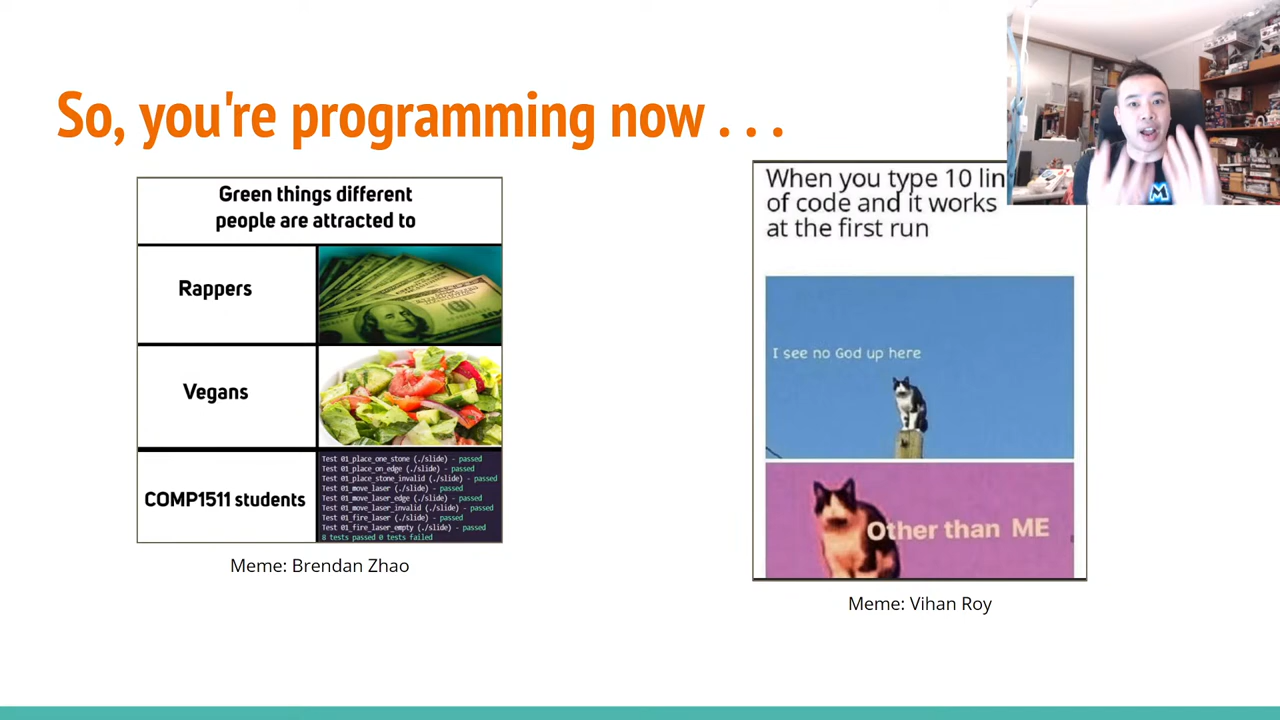 So, you're programming now . . .
Green things different
people are attracted to
Rappers
Vegans
COMP1511 students
Test 01_place_one_stone (./slide) - passed
Test 01_place_on_edge (./slide) - passed
Test 01_place_stone_invalid (./slide) - passed
Test 01_move_laser (./slide) - passed
Test 01_move_laser_edge (./slide) - passed
Test 01_move_laser_invalid (./slide) - passed
Test 01_fire_laser (./slide) - passed
Test 01_fire_laser_empty (./slide) - passed
8 tests passed 0 tests failed
Meme: Brendan Zhao
When you type 10 lin
of code and it works
at the first run
I see no God up here
Other than ME
Meme: Vihan Roy